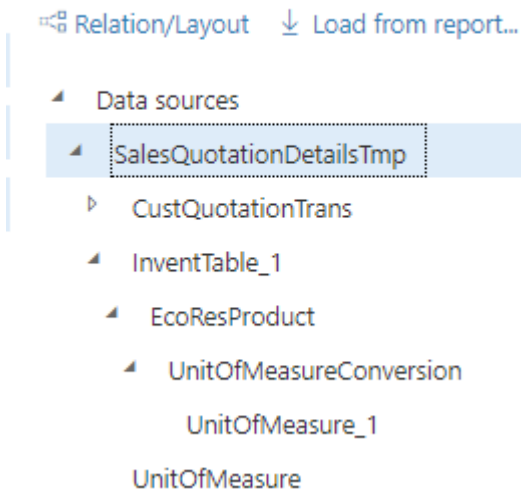 Relation/Layout Load from report...
Data sources
SalesQuotationDetailsTmp
CustQuotationTrans
InventTable_1
EcoResProduct
UnitOfMeasureConversion
UnitOfMeasure_1
UnitOfMeasure